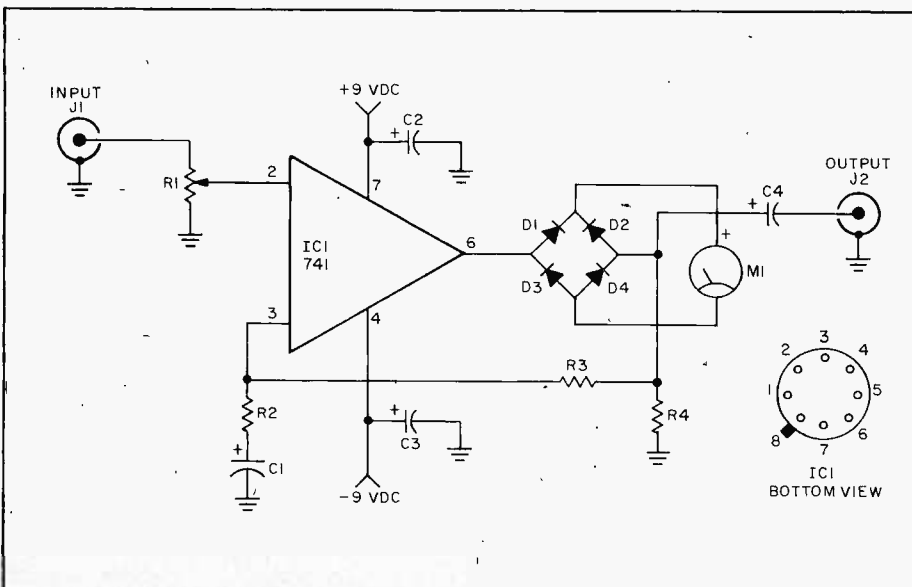 INPUT
J1
+9 VDC
+ C2
R1
2
7
IC1
741
6
3
4
D1
D2
D3
D4
OUTPUT
J2
+ C4
+
M1
R3
R2
R4
+
C1
+ C3
-9 VDC
1
2
3
4
5
6
7
8
IC1
BOTTOM VIEW